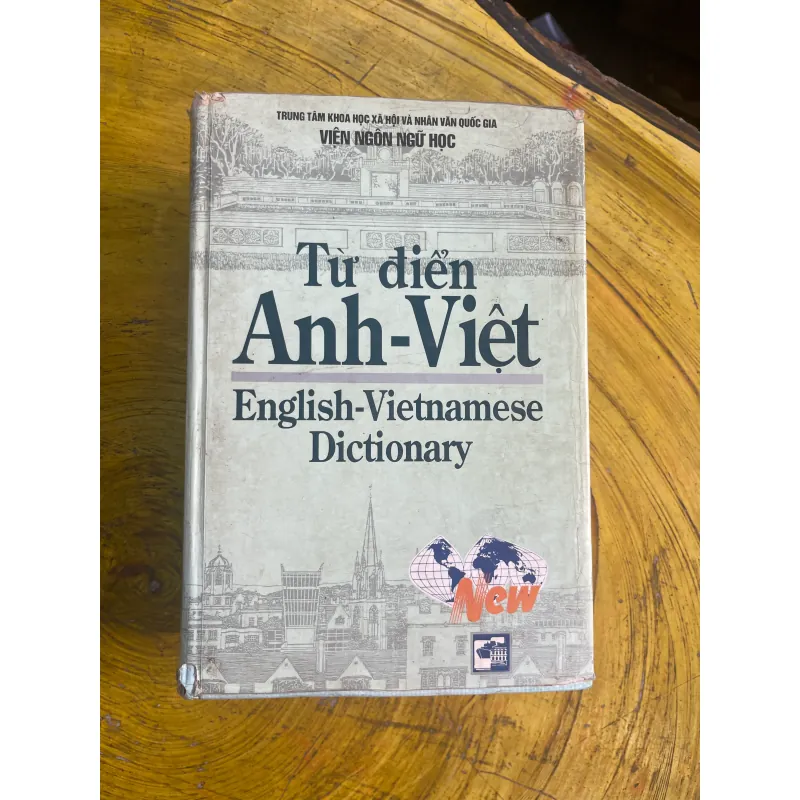 TRUNG TÂM KHOA HỌC XÃ HỘI VÀ NHÂN VĂN QUỐC GIA
VIỆN NGÔN NGỮ HỌC
Từ điển
Anh-Việt
English-Vietnamese
Dictionary
New